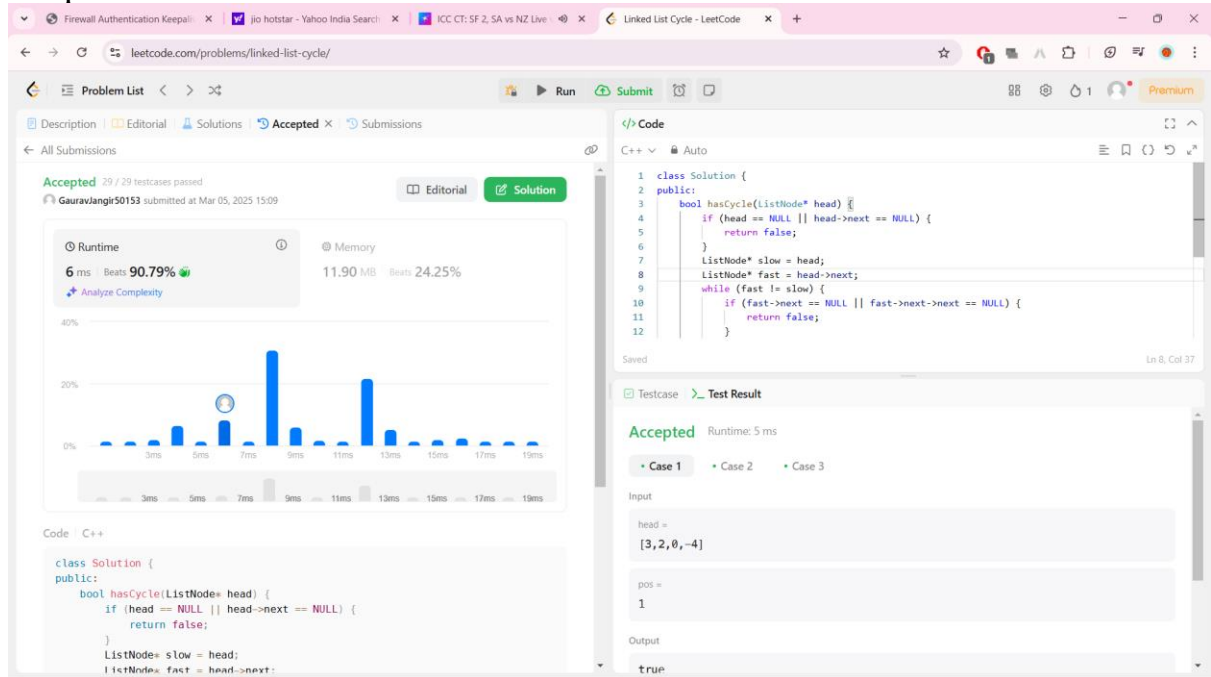 Firewall Authentication Keepali
jio hotstar - Yahoo India Search
ICC CT: SF 2, SA vs NZ Live
Linked List Cycle - LeetCode
leetcode.com/problems/linked-list-cycle/
Problem List
Run
Submit
1
Premium
Description
Editorial
Solutions
Accepted
Submissions
All Submissions
Accepted 29 / 29 testcases passed
GauravJangir50153 submitted at Mar 05, 2025 15:09
Editorial
Solution
Runtime
6 ms Beats 90.79%
Analyze Complexity
Memory
11.90 MB Beats 24.25%
40%
20%
0%
3ms 5ms 7ms 9ms 11ms 13ms 15ms 17ms 19ms
3ms 5ms 7ms 9ms 11ms 13ms 15ms 17ms 19ms
Code C++
class Solution {
public:
bool hasCycle(ListNode* head) {
if (head == NULL || head->next == NULL) {
return false;
}
ListNode* slow = head;
ListNode* fast = head->next;
</> Code
C++ Auto
1 class Solution {
2 public:
3 bool hasCycle(ListNode* head) {
4 if (head == NULL || head->next == NULL) {
5 return false;
6 }
7 ListNode* slow = head;
8 ListNode* fast = head->next;
9 while (fast != slow) {
10 if (fast->next == NULL || fast->next->next == NULL) {
11 return false;
12 }
Saved
Ln 8, Col 37
Testcase
>_ Test Result
Accepted Runtime: 5 ms
• Case 1 • Case 2 • Case 3
Input
head =
[3,2,0,-4]
pos =
1
Output
true